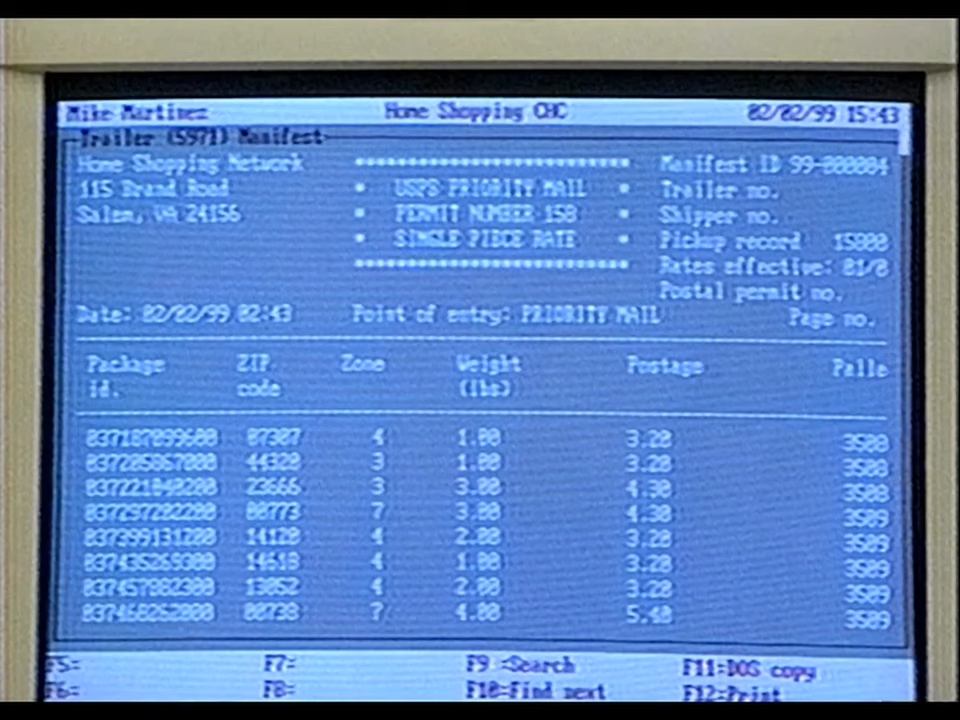 Mike Martinez Home Shopping CHC 02/02/99 15:43
Trailer (5971) Manifest
Home Shopping Network ************************** Manifest ID 99-000004
115 Brand Road * USPS PRIORITY MAIL * Trailer no.
Salem, VA 24156 * PERMIT NUMBER 158 * Shipper no.
* SINGLE PIECE RATE * Pickup record 15000
************************** Rates effective: 01/0
Postal permit no.
Date: 02/02/99 02:43 Point of entry: PRIORITY MAIL Page no.
Package ZIP Zone Weight Postage Palle
id. code (lbs)
037187099600 07307 4 1.00 3.20 3508
037205867000 44320 3 1.00 3.20 3508
037221040200 23666 3 3.00 4.30 3508
037297202200 00773 7 3.00 4.30 3509
037399131200 14120 4 2.00 3.20 3509
037435269300 14618 4 1.00 3.20 3509
037457882300 13052 4 2.00 3.20 3509
037468262000 00738 7 4.00 5.40 3509
F5= F7= F9 =Search F11=DOS copy
F6= F8= F10=Find next F12=Print